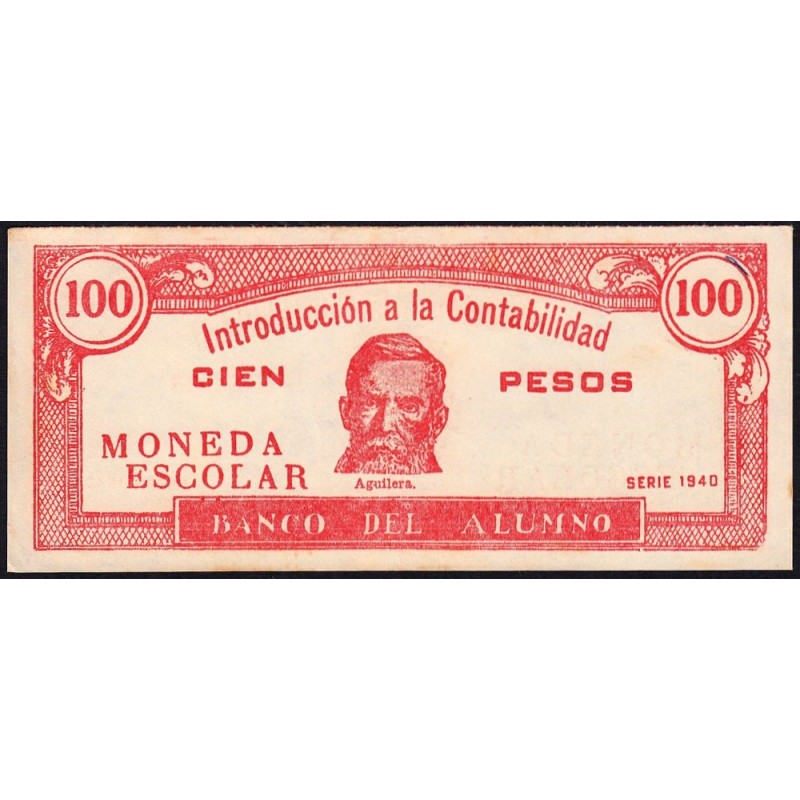 100 100
Introducción a la Contabilidad
CIEN PESOS
MONEDA
ESCOLAR
Aguilera.
SERIE 1940
BANCO DEL ALUMNO